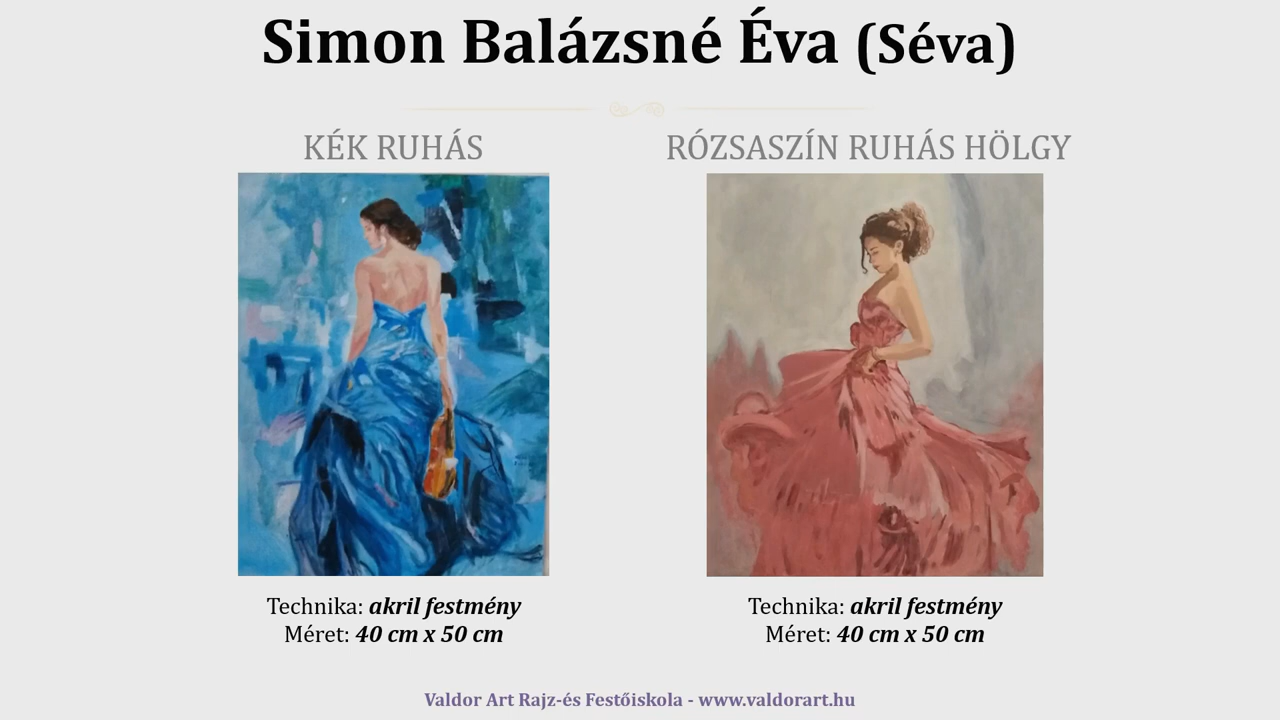 Simon Balázsné Éva (Séva)
KÉK RUHÁS
RÓZSASZÍN RUHÁS HÖLGY
Technika: akril festmény
Méret: 40 cm x 50 cm
Technika: akril festmény
Méret: 40 cm x 50 cm
Valdor Art Rajz-és Festőiskola - www.valdorart.hu